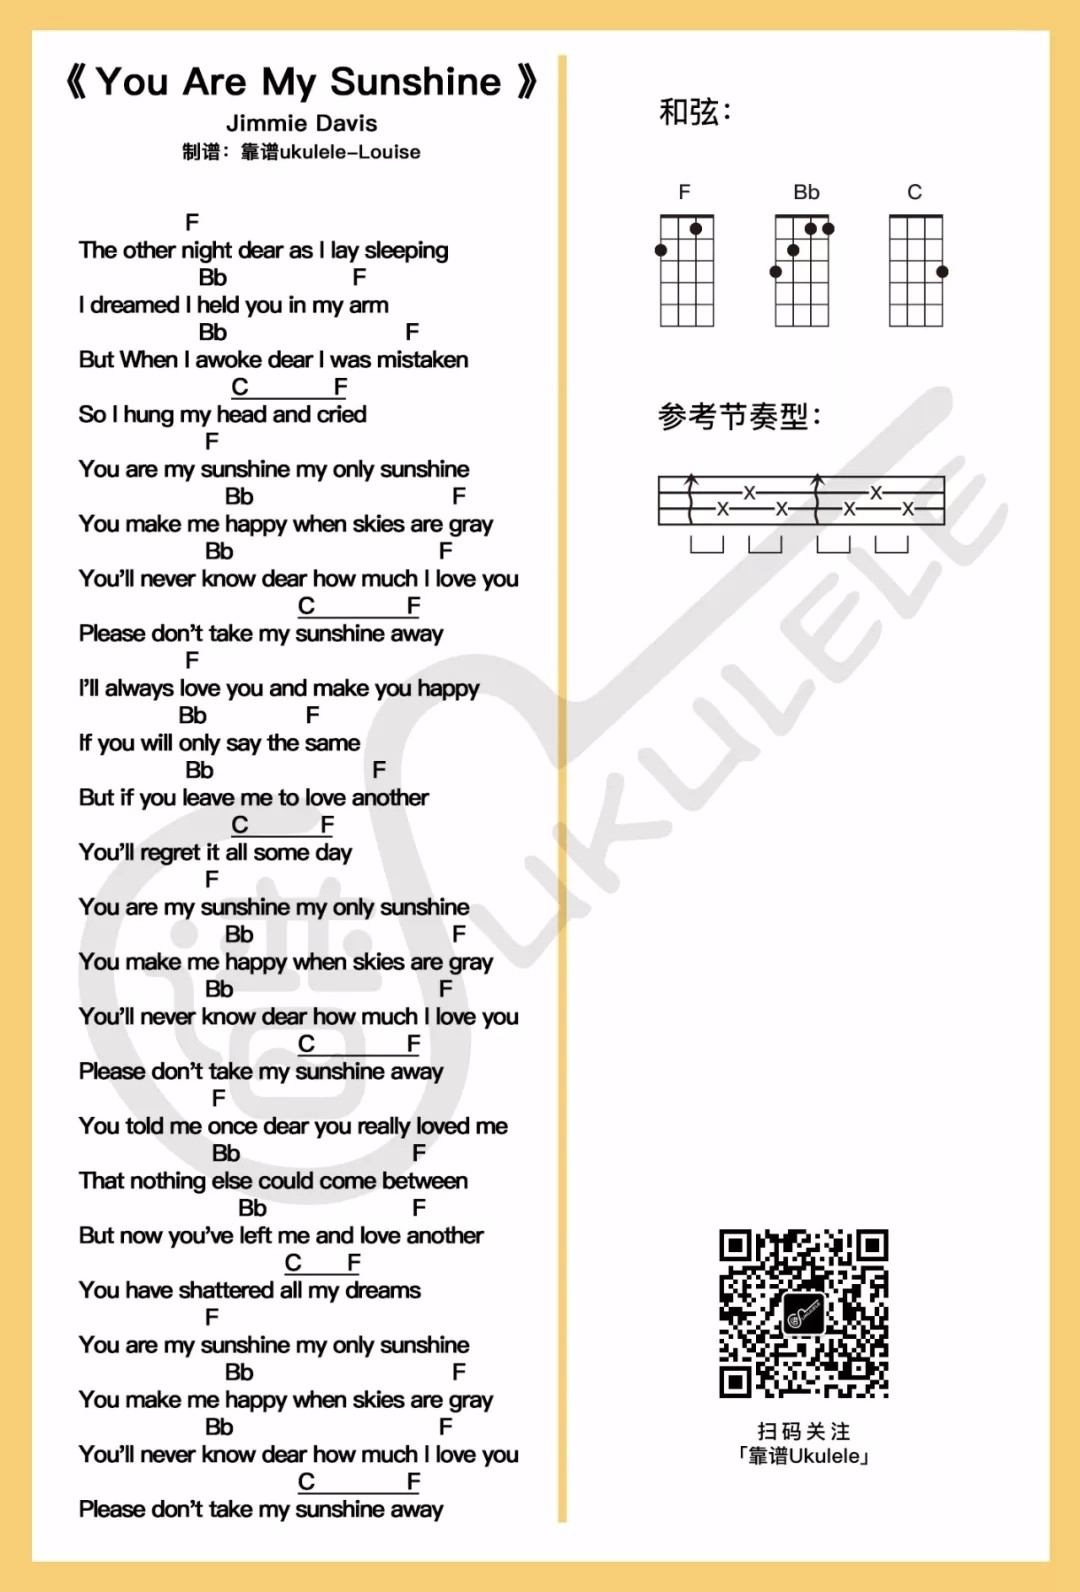 《 You Are My Sunshine 》
Jimmie Davis
制谱：靠谱ukulele-Louise
F
The other night dear as I lay sleeping
Bb F
I dreamed I held you in my arm
Bb F
But When I awoke dear I was mistaken
C F
So I hung my head and cried
F
You are my sunshine my only sunshine
Bb F
You make me happy when skies are gray
Bb F
You'll never know dear how much I love you
C F
Please don't take my sunshine away
F
I'll always love you and make you happy
Bb F
If you will only say the same
Bb F
But if you leave me to love another
C F
You'll regret it all some day
F
You are my sunshine my only sunshine
Bb F
You make me happy when skies are gray
Bb F
You'll never know dear how much I love you
C F
Please don't take my sunshine away
F
You told me once dear you really loved me
Bb F
That nothing else could come between
Bb F
But now you've left me and love another
C F
You have shattered all my dreams
F
You are my sunshine my only sunshine
Bb F
You make me happy when skies are gray
Bb F
You'll never know dear how much I love you
C F
Please don't take my sunshine away
和弦：
F Bb C
参考节奏型：
X X X X X X
谱 UKULELE
扫码关注
「靠谱Ukulele」